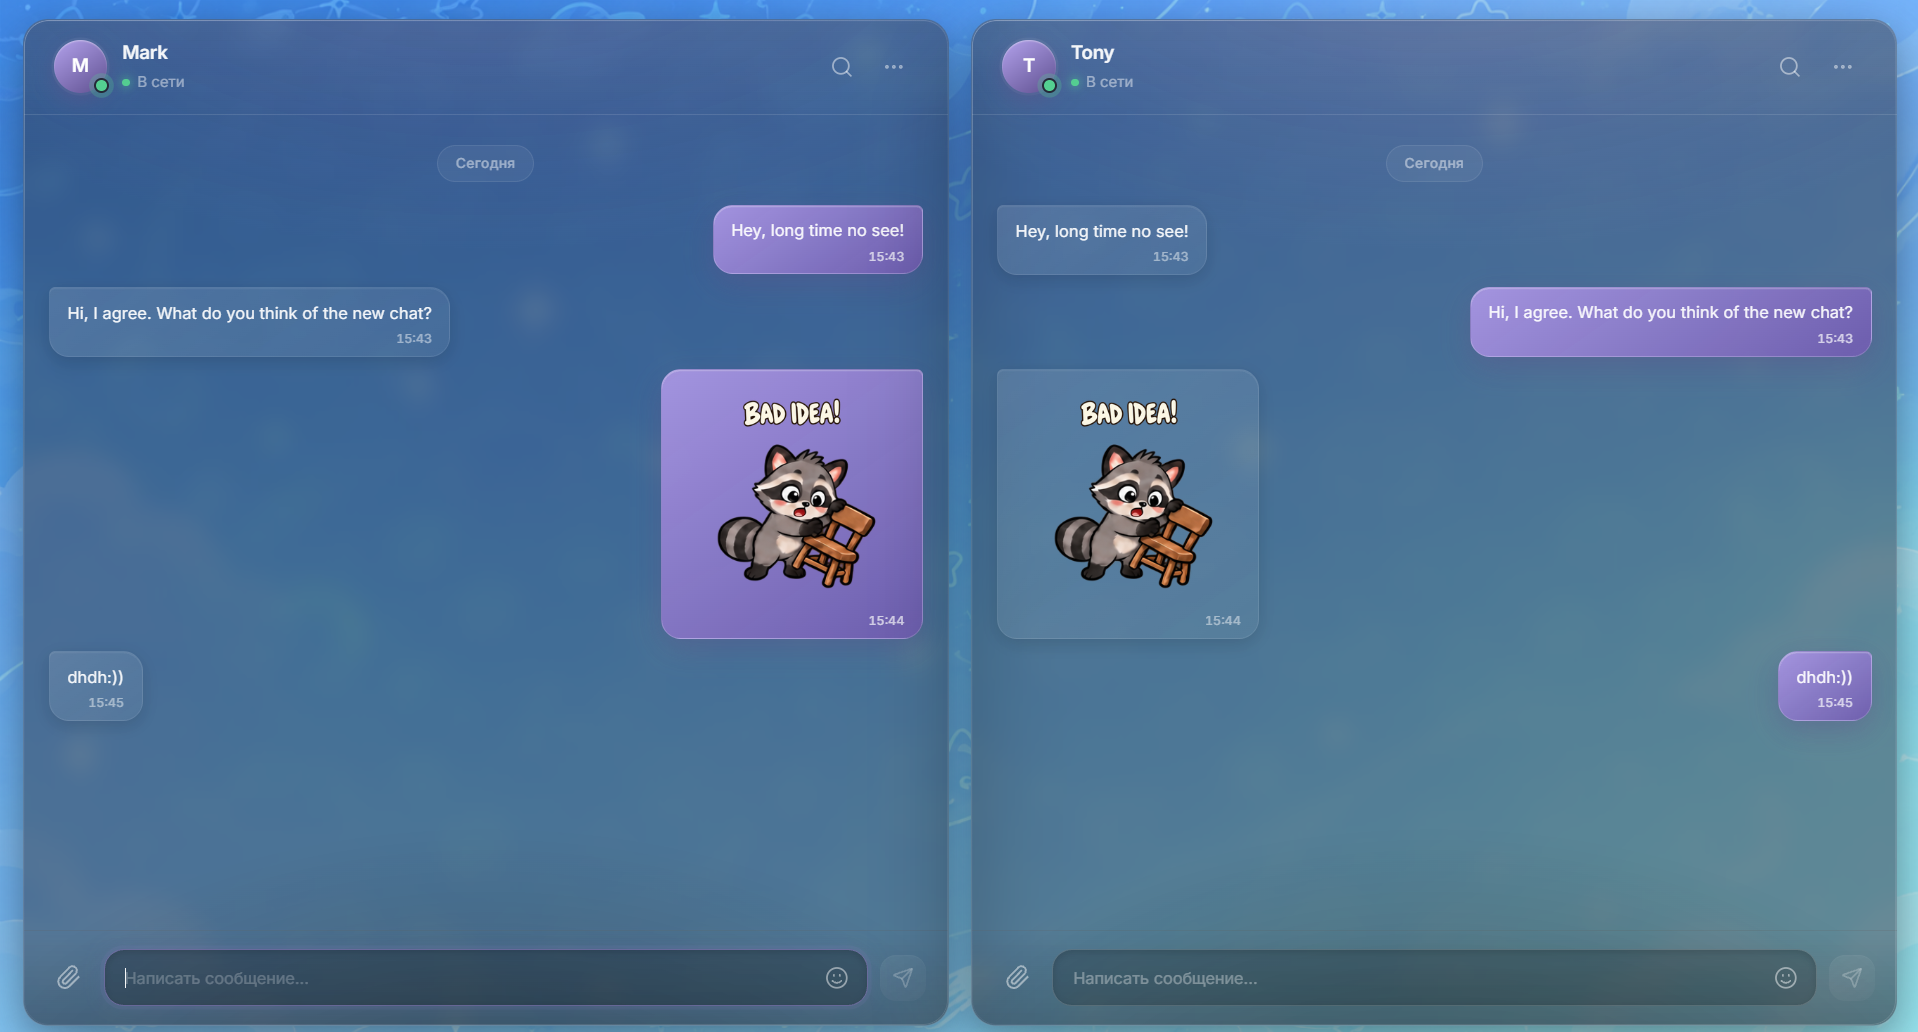 M
Mark
В сети
Сегодня
Hey, long time no see!
15:43
Hi, I agree. What do you think of the new chat?
15:43
BAD IDEA!
15:44
dhdh:))
15:45
Написать сообщение...
T
Tony
В сети
Сегодня
Hey, long time no see!
15:43
Hi, I agree. What do you think of the new chat?
15:43
BAD IDEA!
15:44
dhdh:))
15:45
Написать сообщение...